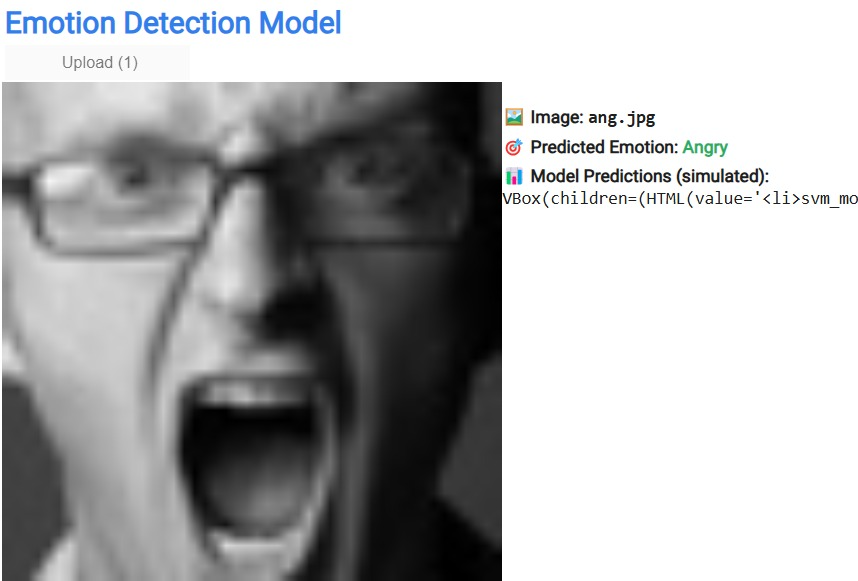 Emotion Detection Model
Upload (1)
Image: ang.jpg
Predicted Emotion: Angry
Model Predictions (simulated):
VBox(children=(HTML(value='<li>svm_mo